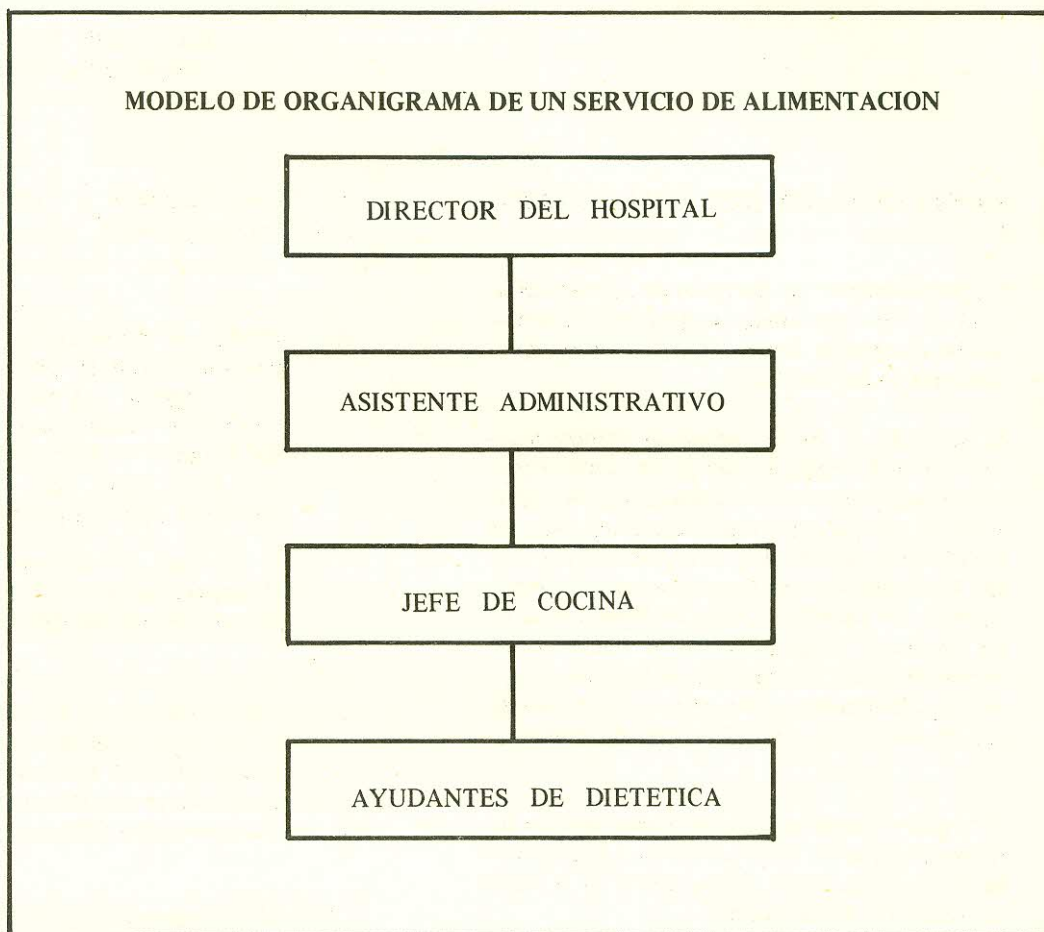 MODELO DE ORGANIGRAMA DE UN SERVICIO DE ALIMENTACION
DIRECTOR DEL HOSPITAL
ASISTENTE ADMINISTRATIVO
JEFE DE COCINA
AYUDANTES DE DIETETICA